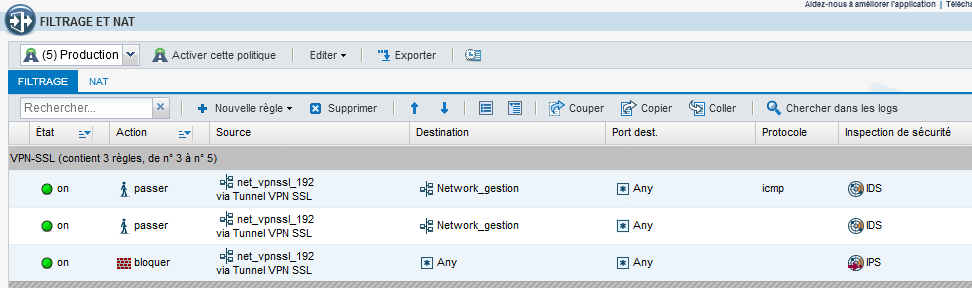 Aidez-nous à améliorer l'application | Télécha
FILTRAGE ET NAT
(5) Production Activer cette politique Editer Exporter
FILTRAGE NAT
Rechercher... Nouvelle règle Supprimer Couper Copier Coller Chercher dans les logs
État Action Source Destination Port dest. Protocole Inspection de sécurité
VPN-SSL (contient 3 règles, de n° 3 à n° 5)
on passer net_vpnssl_192 Network_gestion Any icmp IDS
via Tunnel VPN SSL
on passer net_vpnssl_192 Network_gestion Any IDS
via Tunnel VPN SSL
on bloquer net_vpnssl_192 Any Any IPS
via Tunnel VPN SSL